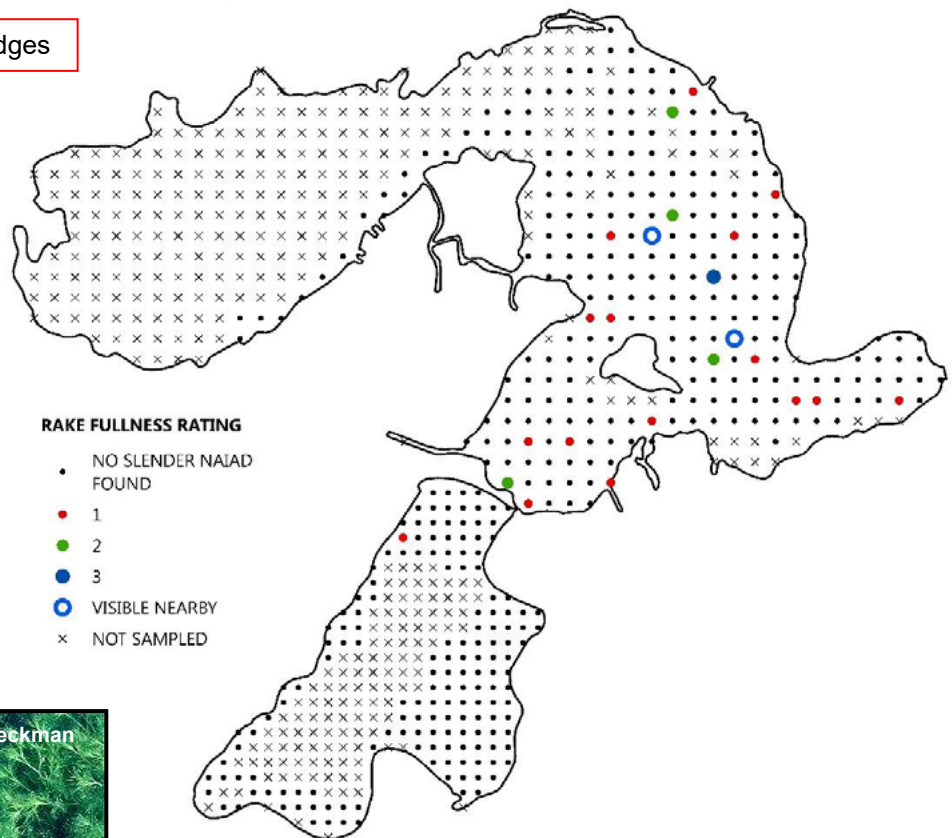 dges
RAKE FULLNESS RATING
NO SLENDER NAIAD
FOUND
1
2
3
VISIBLE NEARBY
NOT SAMPLED
eckman